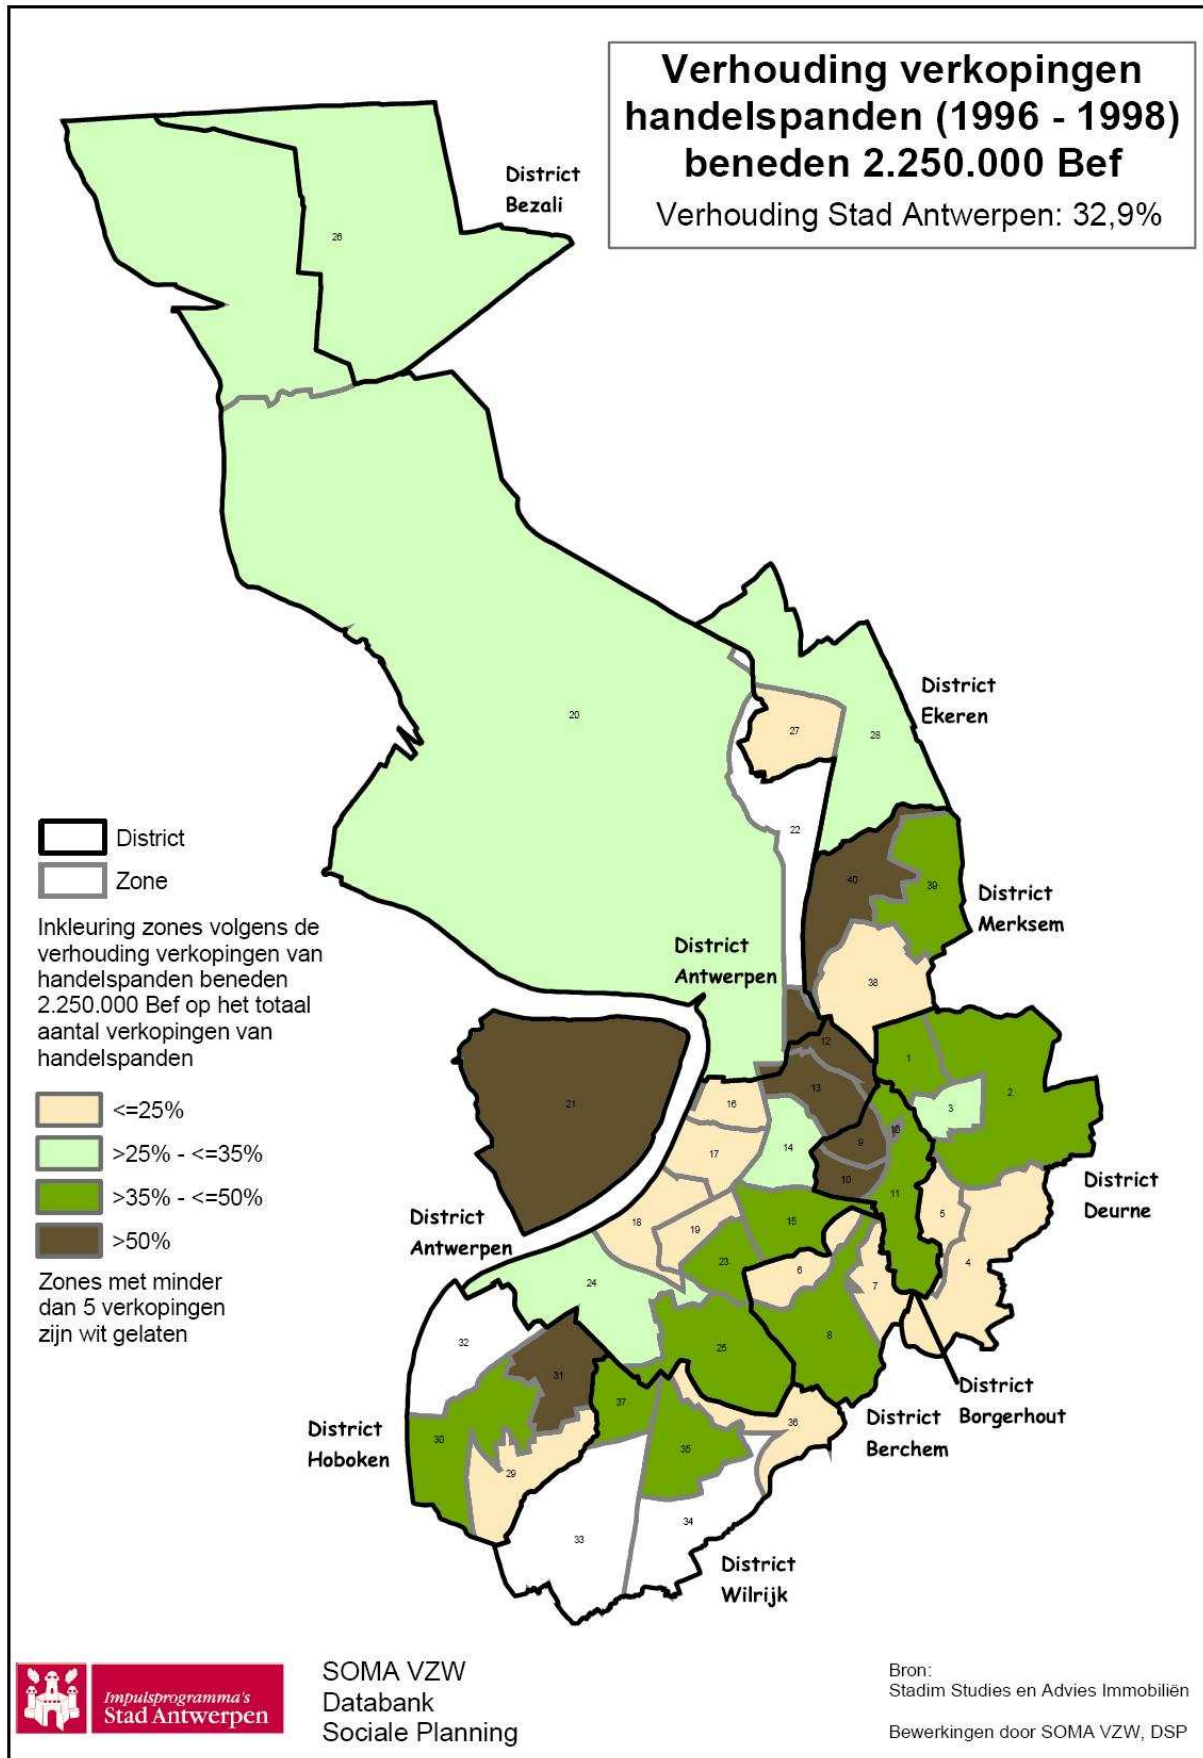 Verhouding verkopingen
handelspanden (1996 - 1998)
beneden 2.250.000 Bef
Verhouding Stad Antwerpen: 32,9%
District
Bezali
26
20
District
Ekeren
27
28
22
District
Zone
40
39
District
Merksem
Inkleuring zones volgens de
verhouding verkopingen van
handelspanden beneden
2.250.000 Bef op het totaal
aantal verkopingen van
handelspanden
District
Antwerpen
38
12
1
2
13
3
21
16
9
14
17
10
11
<=25%
>25% - <=35%
>35% - <=50%
>50%
District
Deurne
5
18
15
19
4
District
Antwerpen
23
6
7
24
8
Zones met minder
dan 5 verkopingen
zijn wit gelaten
32
25
31
37
36
30
35
29
District
Borgerhout
District
Berchem
District
Hoboken
34
33
District
Wilrijk
Impulsprogramma's
Stad Antwerpen
SOMA VZW
Databank
Sociale Planning
Bron:
Stadim Studies en Advies Immobiliën
Bewerkingen door SOMA VZW, DSP